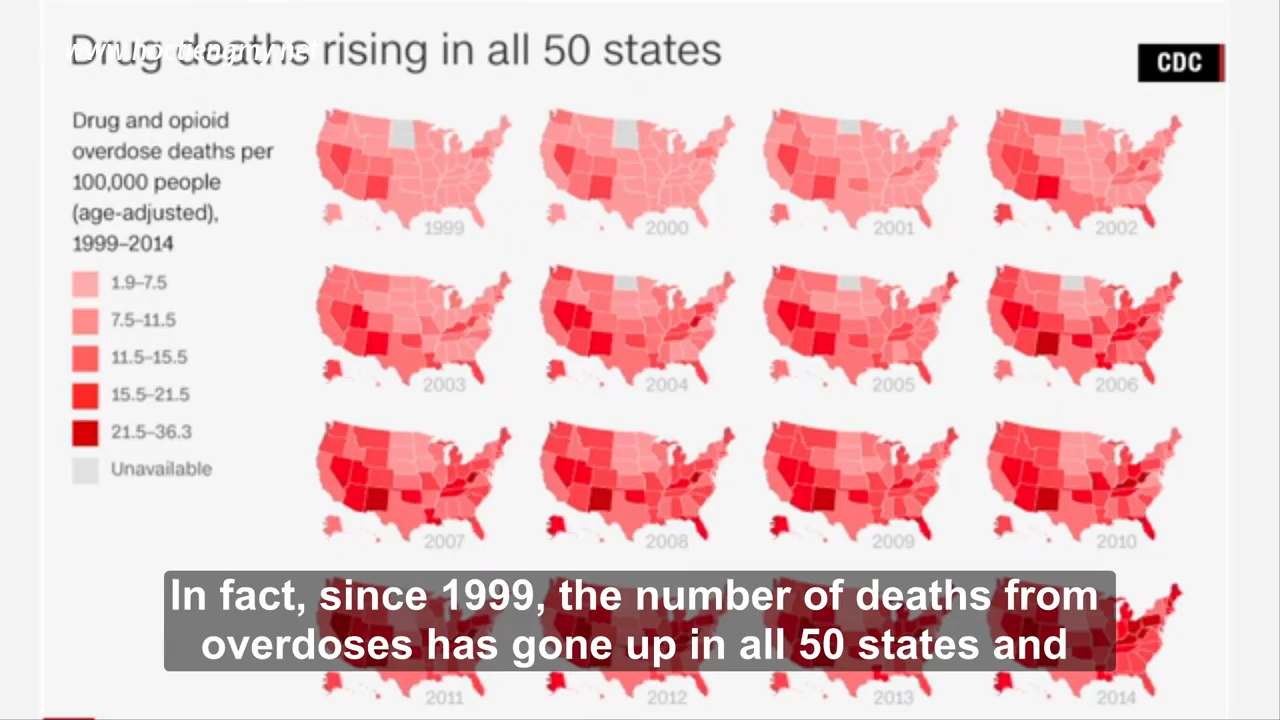 Drug deaths rising in all 50 states
CDC
Drug and opioid
overdose deaths per
100,000 people
(age-adjusted),
1999–2014
1.9–7.5
7.5–11.5
11.5–15.5
15.5–21.5
21.5–36.3
Unavailable
1999
2000
2001
2002
2003
2004
2005
2006
2007
2008
2009
2010
2011
2012
2013
2014
In fact, since 1999, the number of deaths from
overdoses has gone up in all 50 states and